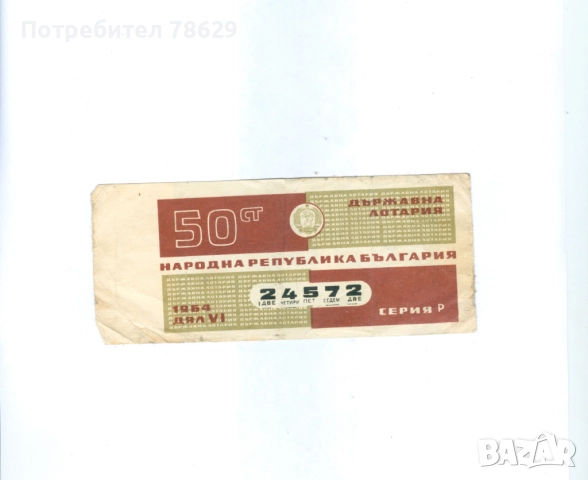 Потребител 78629
50 СТ
ДЪРЖАВНА
ЛОТАРИЯ
НАРОДНА РЕПУБЛИКА БЪЛГАРИЯ
24572
ДВЕ ЧЕТИРИ ПЕТ СЕДЕМ ДВЕ
1964
ДЯЛ VI
СЕРИЯ Р
BAZAR